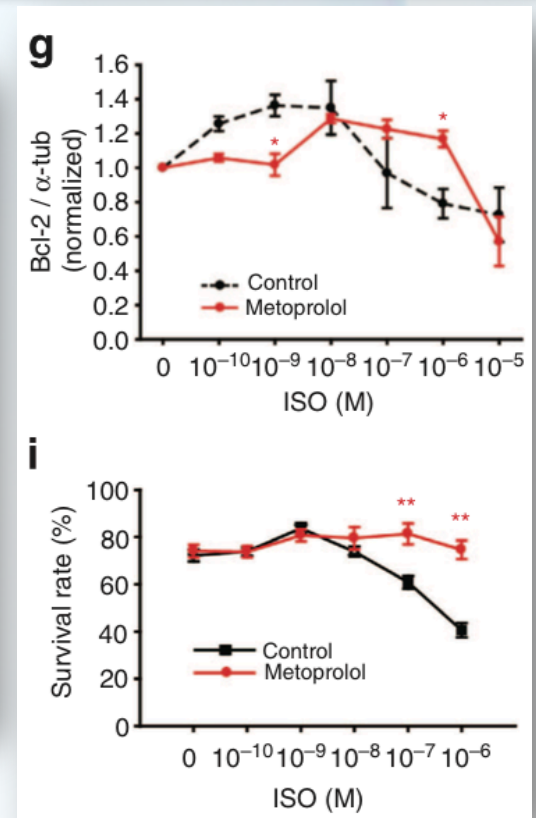 g
Bcl-2 / α-tub
(normalized)
1.6
1.4
1.2
1.0
0.8
0.6
0.4
0.2
0.0
*
*
Control
Metoprolol
0 10⁻¹⁰ 10⁻⁹ 10⁻⁸ 10⁻⁷ 10⁻⁶ 10⁻⁵
ISO (M)
i
Survival rate (%)
100
80
60
40
20
0
**
**
Control
Metoprolol
0 10⁻¹⁰ 10⁻⁹ 10⁻⁸ 10⁻⁷ 10⁻⁶
ISO (M)